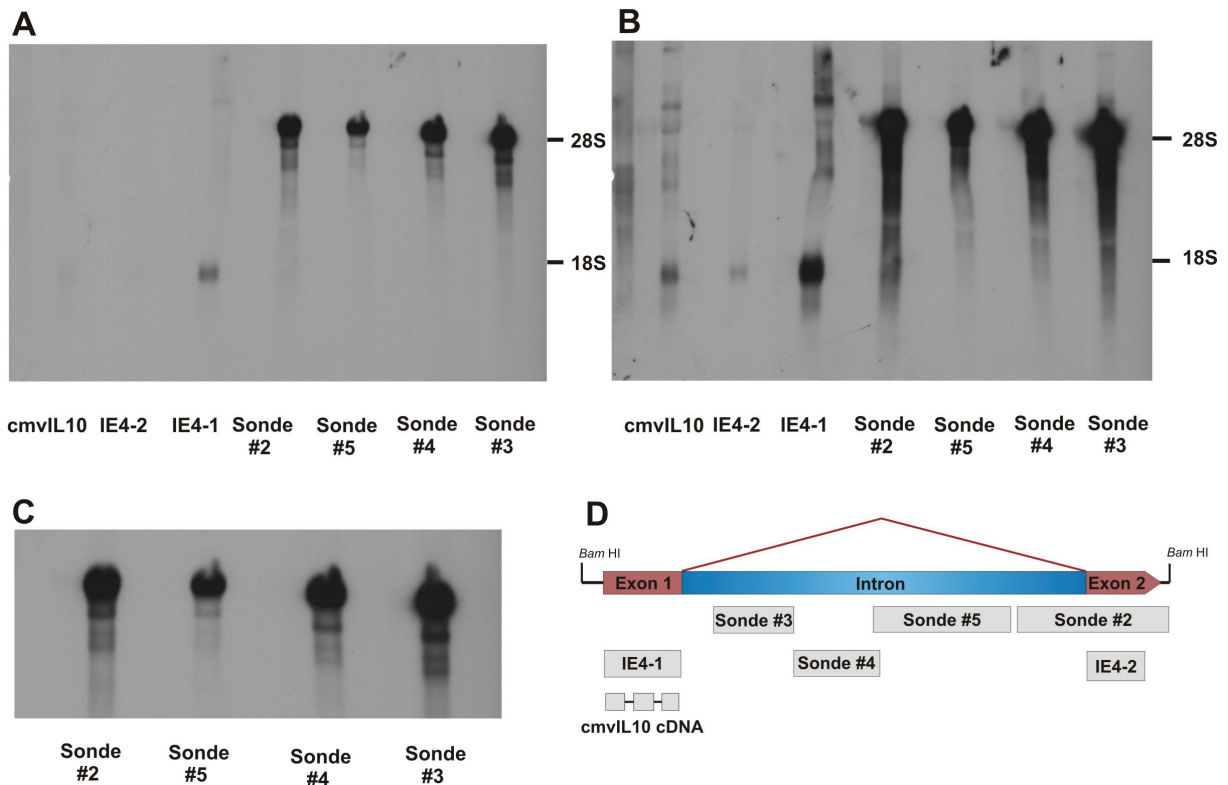 A
28S
18S
cmvIL10 IE4-2 IE4-1 Sonde #2 Sonde #5 Sonde #4 Sonde #3
B
28S
18S
cmvIL10 IE4-2 IE4-1 Sonde #2 Sonde #5 Sonde #4 Sonde #3
C
Sonde #2 Sonde #5 Sonde #4 Sonde #3
D
Bam HI Bam HI
Exon 1 Intron Exon 2
Sonde #3 Sonde #5 Sonde #2
IE4-1 Sonde #4 IE4-2
cmvIL10 cDNA